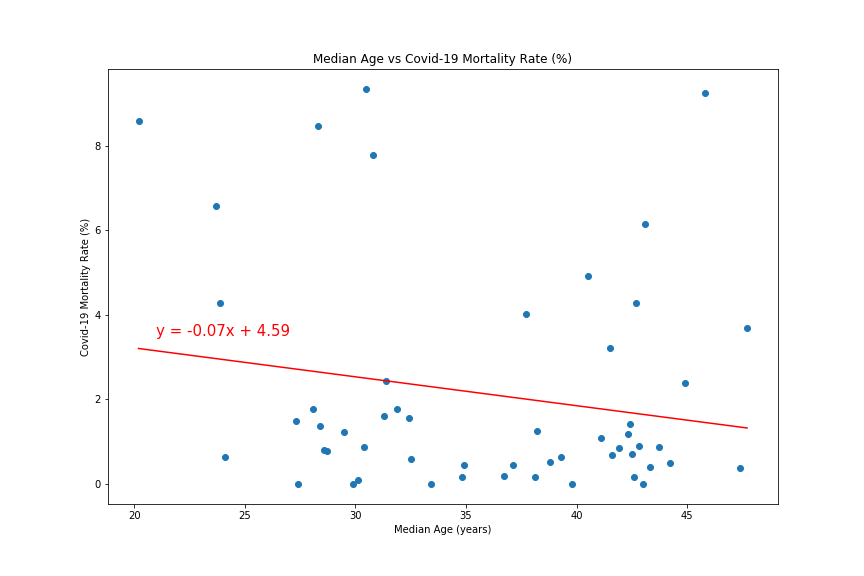 Median Age vs Covid-19 Mortality Rate (%)
Covid-19 Mortality Rate (%)
8
6
4
2
0
y = -0.07x + 4.59
20 25 30 35 40 45
Median Age (years)